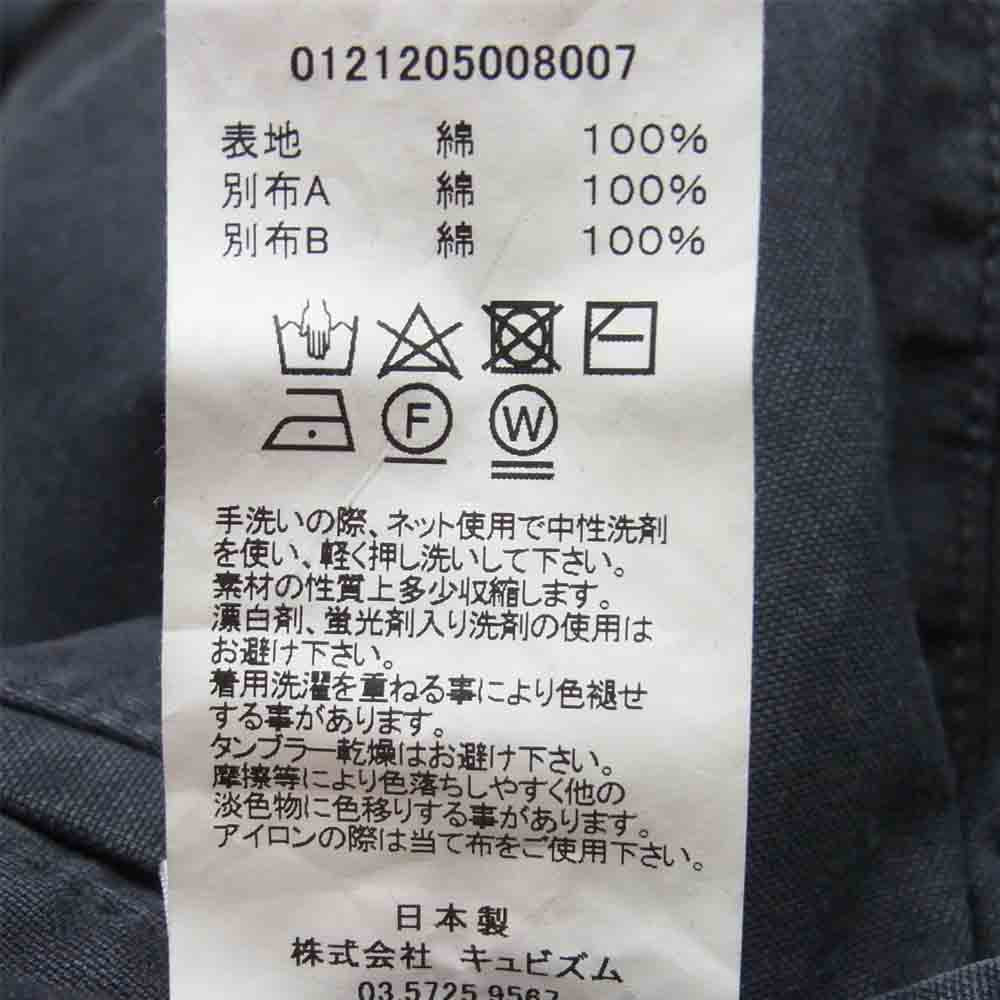 0121205008007
表地 綿 100%
別布A 綿 100%
別布B 綿 100%
F W
手洗いの際、ネット使用で中性洗剤
を使い、軽く押し洗いして下さい。
素材の性質上多少収縮します。
漂白剤、蛍光剤入り洗剤の使用は
お避け下さい。
着用洗濯を重ねる事により色褪せ
する事があります。
タンブラー乾燥はお避け下さい。
摩擦等により色落ちしやすく他の
淡色物に色移りする事があります。
アイロンの際は当て布をご使用下さい。
日本製
株式会社 キュビズム
03.5725.9567